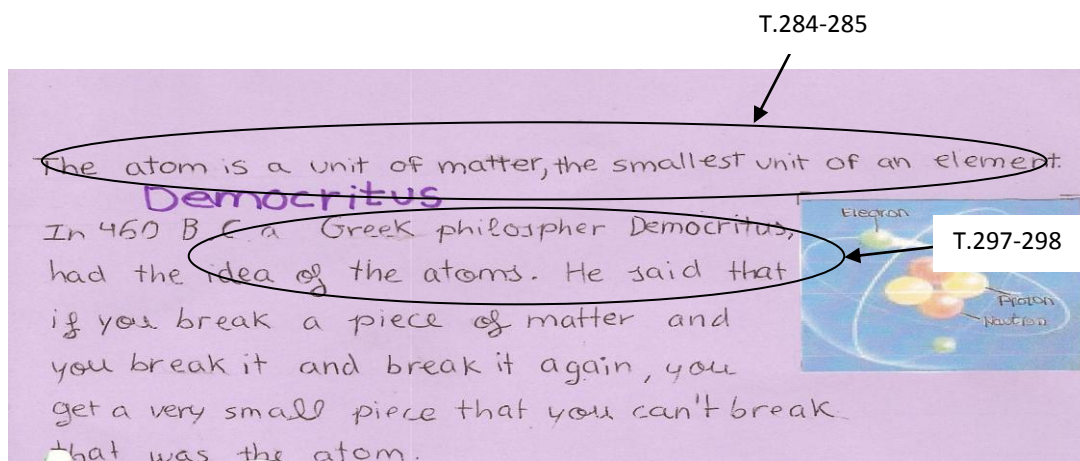 T.284-285
The atom is a unit of matter, the smallest unit of an element.
Democritus
In 460 B.C. a Greek philospher Democritus,
had the idea of the atoms. He said that
if you break a piece of matter and
you break it and break it again, you
get a very small piece that you can't break
that was the atom.
Electron
T.297-298
Proton
Neutron